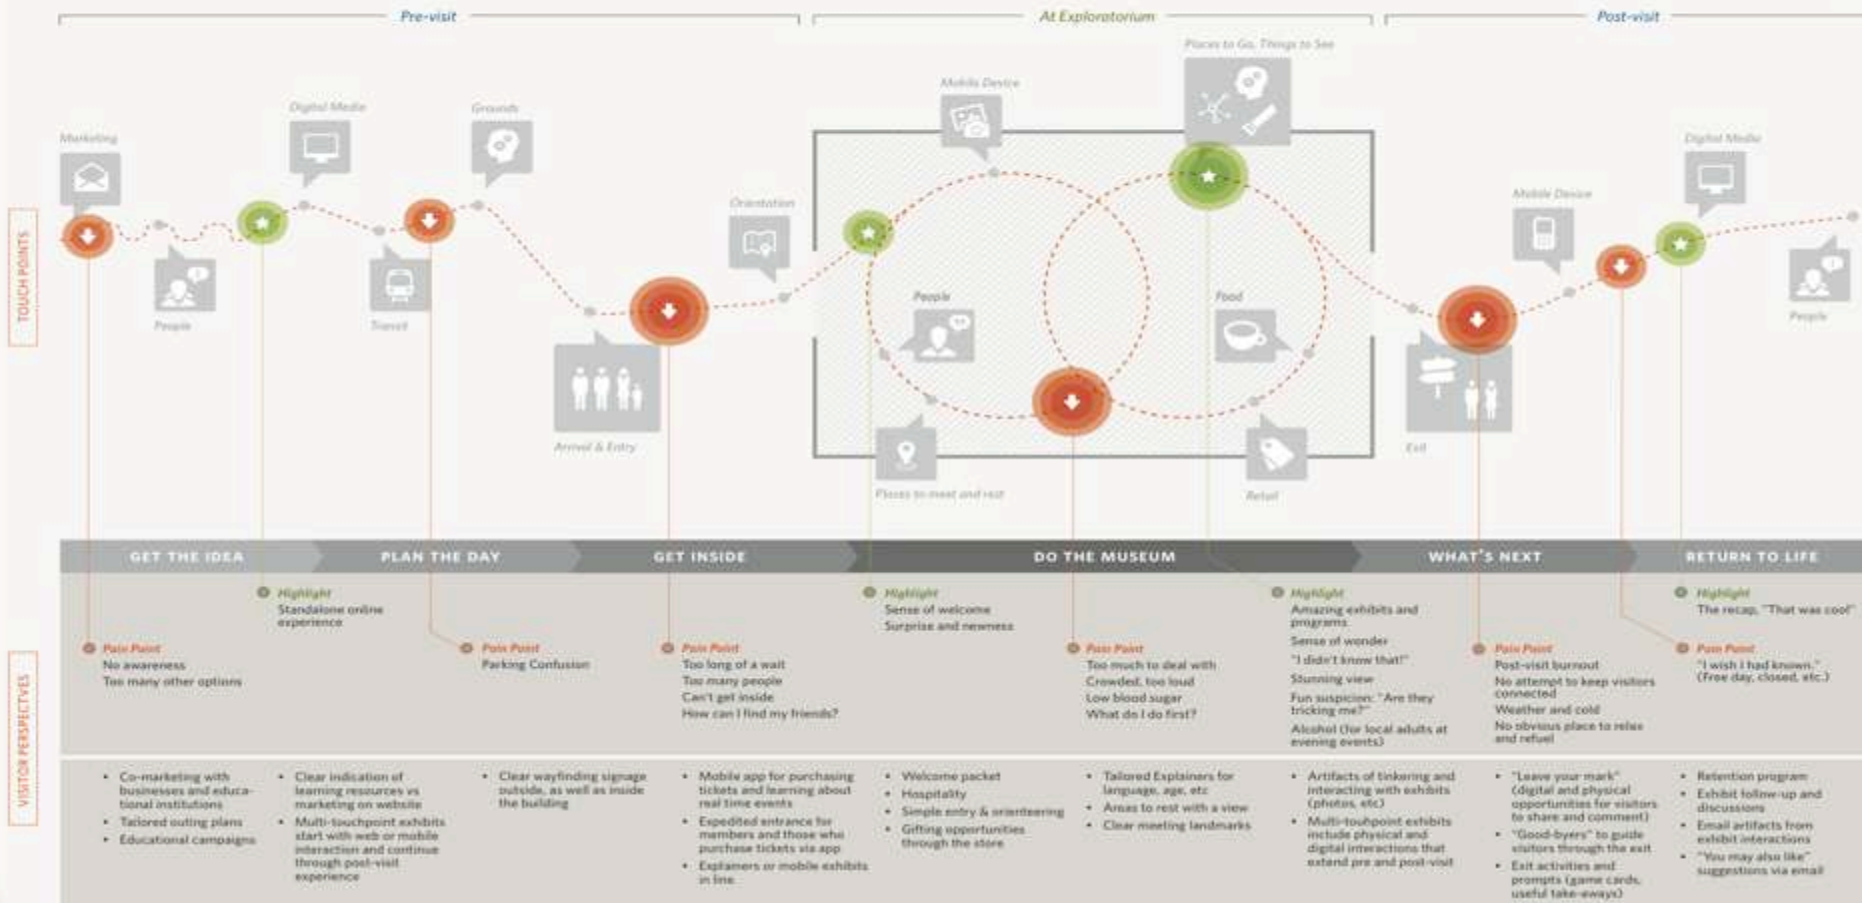 Pre-visit
At Exploratorium
Post-visit
Places to Go, Things to See
Mobile Device
Digital Media
Grounds
Marketing
Digital Media
Mobile Device
Orientation
People
Transit
People
Food
People
Arrival & Entry
Exit
Places to meet and rest
Retail
TOUCH POINTS
GET THE IDEA
PLAN THE DAY
GET INSIDE
DO THE MUSEUM
WHAT'S NEXT
RETURN TO LIFE
VISITOR PERSPECTVES
Highlight
Standalone online
experience
Pain Point
No awareness
Too many other options
Pain Point
Parking Confusion
Pain Point
Too long of a wait
Too many people
Can't get inside
How can I find my friends?
Highlight
Sense of welcome
Surprise and newness
Pain Point
Too much to deal with
Crowded, too loud
Low blood sugar
What do I do first?
Highlight
Amazing exhibits and
programs
Sense of wonder
"I didn't know that!"
Stunning view
Fun suspicion: "Are they
tricking me?"
Alcohol (for local adults at
evening events)
Pain Point
Post-visit burnout
No attempt to keep visitors
connected
Weather and cold
No obvious place to relax
and refuel
Highlight
The recap, "That was cool"
Pain Point
"I wish I had known."
(Free day, closed, etc.)
• Co-marketing with
businesses and educa-
tional institutions
• Tailored outing plans
• Educational campaigns
• Clear indication of
learning resources vs
marketing on website
• Multi-touchpoint exhibits
start with web or mobile
interaction and continue
through post-visit
experience
• Clear wayfinding signage
outside, as well as inside
the building
• Mobile app for purchasing
tickets and learning about
real time events
• Expedited entrance for
members and those who
purchase tickets via app
• Explainers or mobile exhibits
in line
• Welcome packet
• Hospitality
• Simple entry & orienteering
• Gifting opportunities
through the store
• Tailored Explainers for
language, age, etc
• Areas to rest with a view
• Clear meeting landmarks
• Artifacts of tinkering and
interacting with exhibits
(photos, etc)
• Multi-touhpoint exhibits
include physical and
digital interactions that
extend pre and post-visit
• "Leave your mark"
(digital and physical
opportunities for visitors
to share and comment)
• "Good-byers" to guide
visitors through the exit
• Exit activities and
prompts (game cards,
useful take-aways)
• Retention program
• Exhibit follow-up and
discussions
• Email artifacts from
exhibit interactions
• "You may also like"
suggestions via email